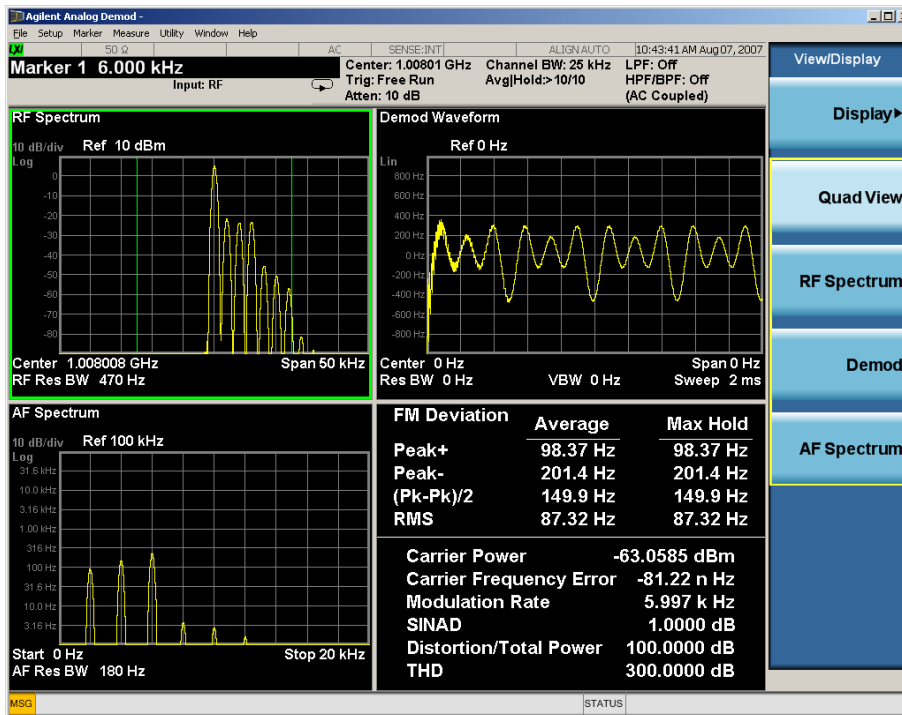 Agilent Analog Demod -
File Setup Marker Measure Utility Window Help
LXI 50 Ω AC SENSE:INT ALIGN AUTO 10:43:41 AM Aug 07, 2007
Marker 1 6.000 kHz
Input: RF
Center: 1.00801 GHz Channel BW: 25 kHz LPF: Off
Trig: Free Run Avg|Hold:>10/10 HPF/BPF: Off
Atten: 10 dB (AC Coupled)
View/Display
Display
Quad View
RF Spectrum
Demod
AF Spectrum
RF Spectrum
10 dB/div Ref 10 dBm
Log
0
-10
-20
-30
-40
-50
-60
-70
-80
Center 1.008008 GHz Span 50 kHz
RF Res BW 470 Hz
Demod Waveform
Ref 0 Hz
Lin
800 Hz
600 Hz
400 Hz
200 Hz
0 Hz
-200 Hz
-400 Hz
-600 Hz
-800 Hz
Center 0 Hz Span 0 Hz
Res BW 0 Hz VBW 0 Hz Sweep 2 ms
AF Spectrum
10 dB/div Ref 100 kHz
Log
31.6 kHz
10.0 kHz
3.16 kHz
1.00 kHz
316 Hz
100 Hz
31.6 Hz
10.0 Hz
3.16 Hz
Start 0 Hz Stop 20 kHz
AF Res BW 180 Hz
FM Deviation Average Max Hold
Peak+ 98.37 Hz 98.37 Hz
Peak- 201.4 Hz 201.4 Hz
(Pk-Pk)/2 149.9 Hz 149.9 Hz
RMS 87.32 Hz 87.32 Hz
Carrier Power -63.0585 dBm
Carrier Frequency Error -81.22 n Hz
Modulation Rate 5.997 k Hz
SINAD 1.0000 dB
Distortion/Total Power 100.0000 dB
THD 300.0000 dB
MSG STATUS